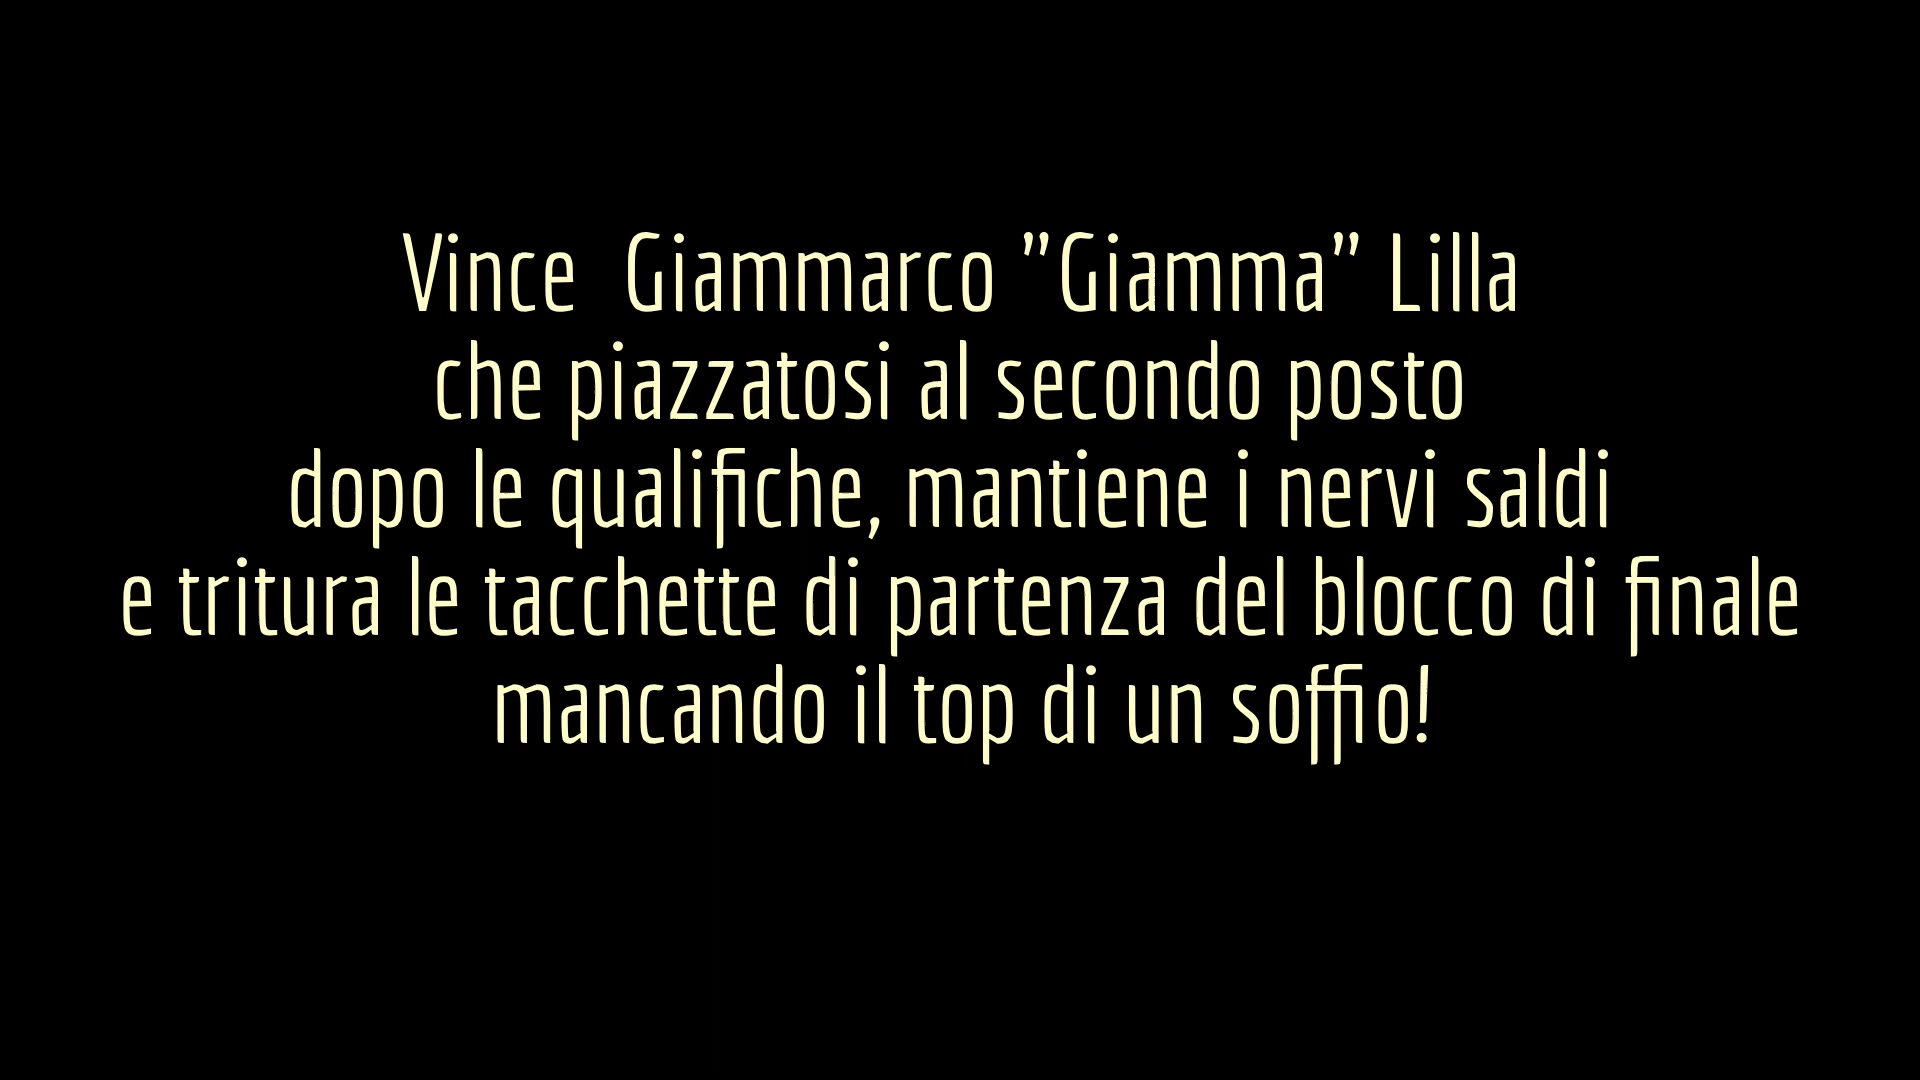 Vince  Giammarco "Giamma" Lilla
che piazzatosi al secondo posto
dopo le qualifiche, mantiene i nervi saldi
e tritura le tacchette di partenza del blocco di finale
mancando il top di un soffio!